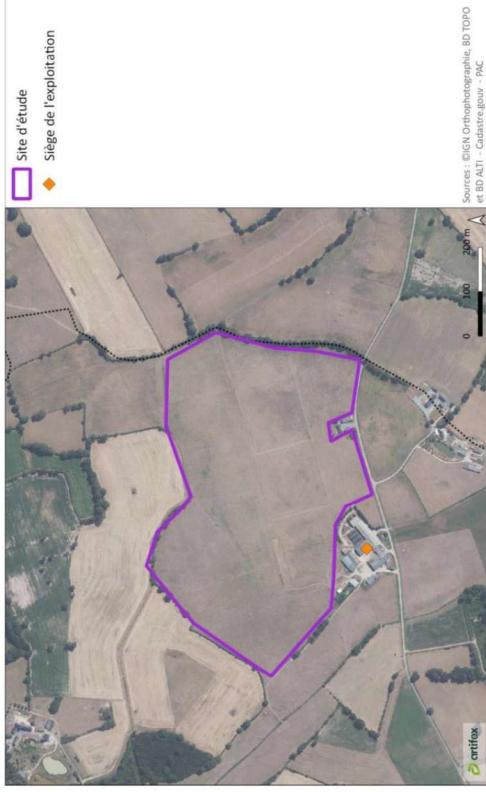 Site d'étude
Siège de l'exploitation
0 100 200 m
artifex
Sources : ©IGN Orthophotographie, BD TOPO
et BD ALTI - Cadastre.gouv - PAC